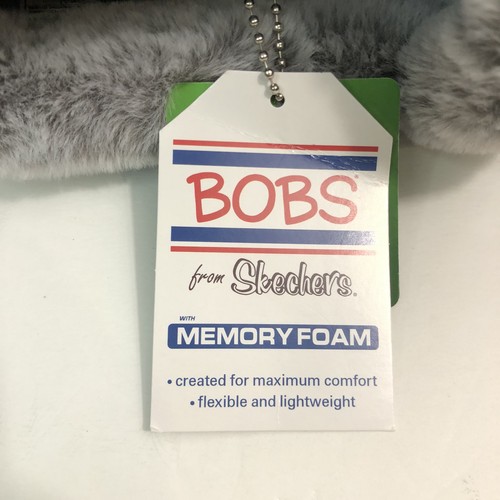 BOBS
from Skechers®
WITH
MEMORY FOAM
• created for maximum comfort
• flexible and lightweight